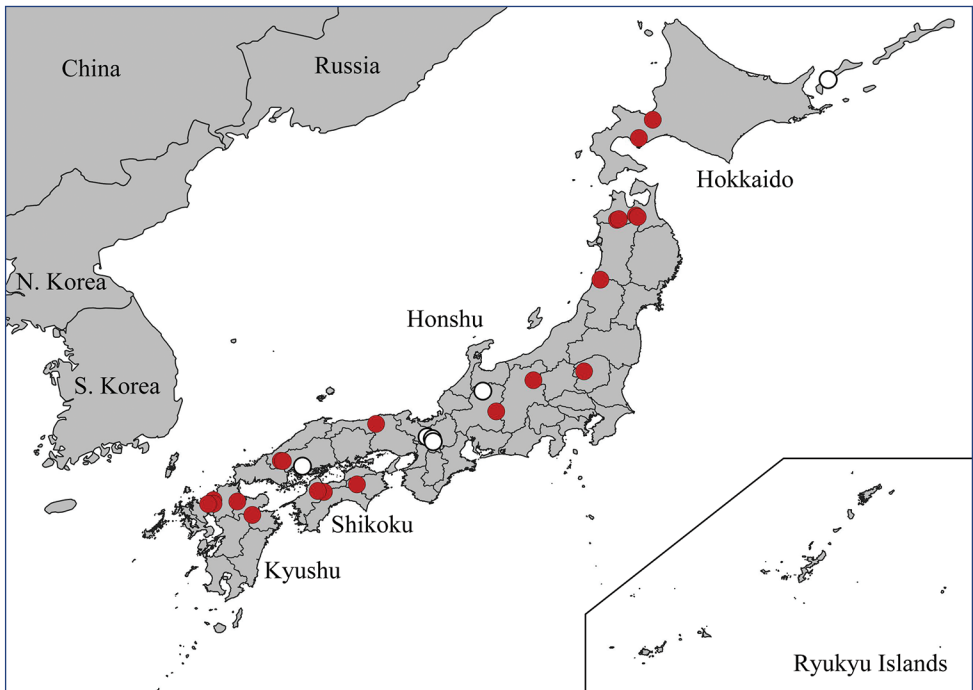 China
Russia
Hokkaido
N. Korea
Honshu
S. Korea
Shikoku
Kyushu
Ryukyu Islands